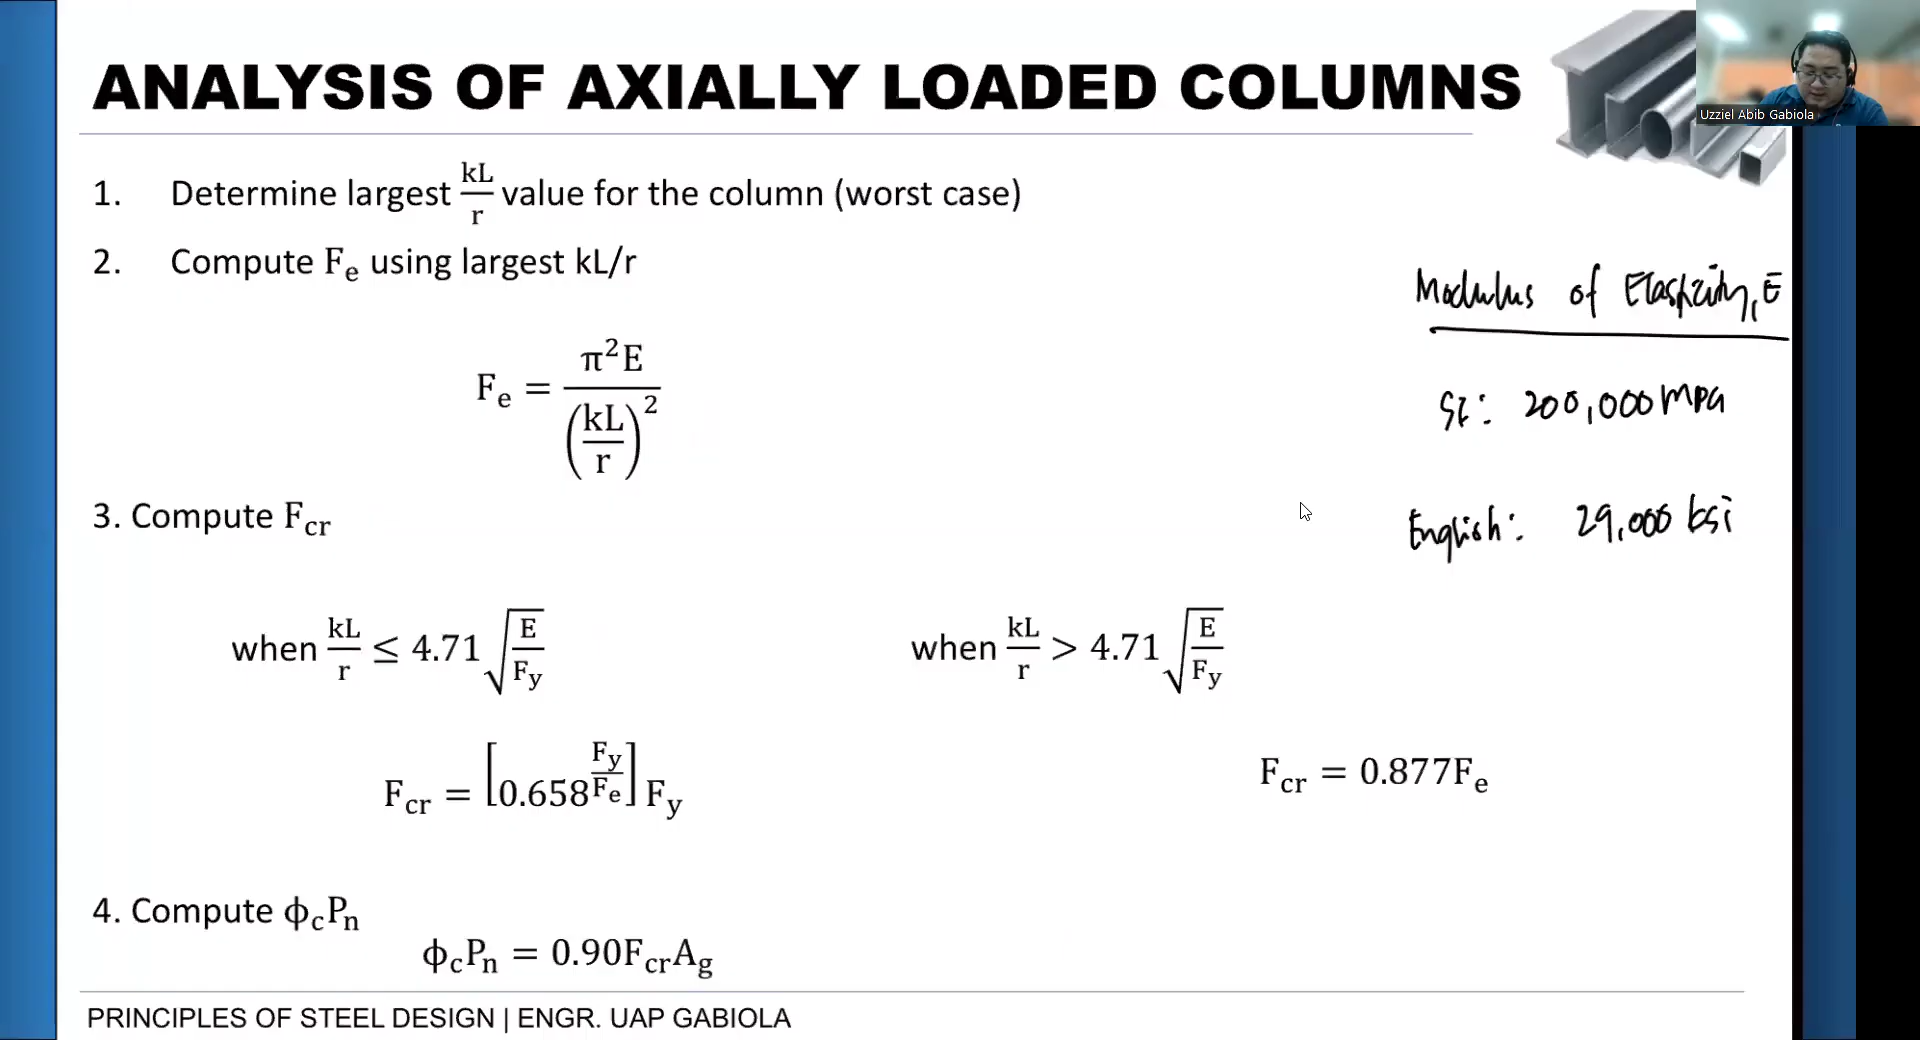 ANALYSIS OF AXIALLY LOADED COLUMNS
Uzziel Abib Gabiola
1. Determine largest kL/r value for the column (worst case)
2. Compute Fe using largest kL/r
Modulus of Elasticity, E
Fe = π²E / (kL/r)²
SI: 200,000 MPa
3. Compute Fcr
English: 29,000 ksi
when kL/r ≤ 4.71 √(E/Fy)
when kL/r > 4.71 √(E/Fy)
Fcr = [0.658^(Fy/Fe)] Fy
Fcr = 0.877Fe
4. Compute ϕcPn
ϕcPn = 0.90FcrAg
PRINCIPLES OF STEEL DESIGN | ENGR. UAP GABIOLA